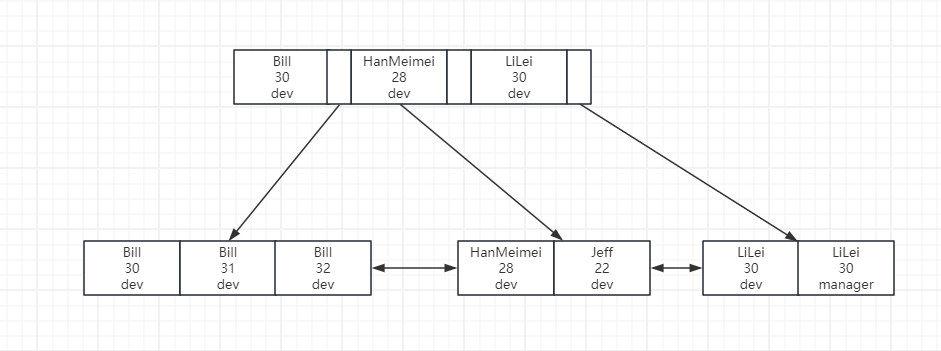 Bill
30
dev
HanMeimei
28
dev
LiLei
30
dev
Bill
30
dev
Bill
31
dev
Bill
32
dev
HanMeimei
28
dev
Jeff
22
dev
LiLei
30
dev
LiLei
30
manager